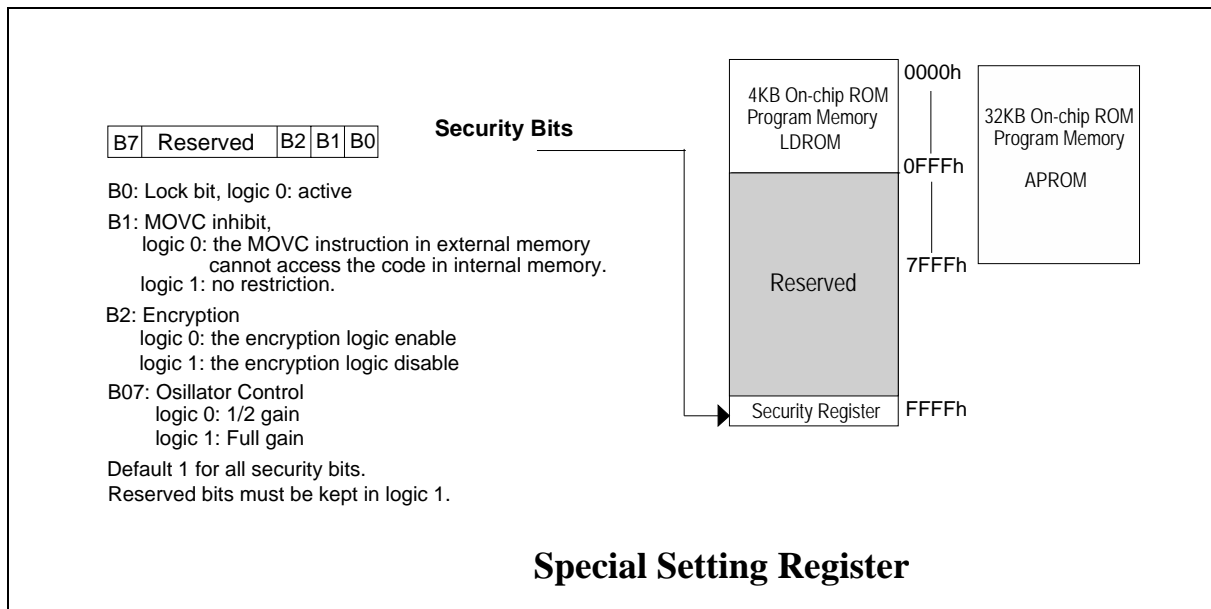 B7 Reserved B2 B1 B0
Security Bits
B0: Lock bit, logic 0: active
B1: MOVC inhibit,
logic 0: the MOVC instruction in external memory
cannot access the code in internal memory.
logic 1: no restriction.
B2: Encryption
logic 0: the encryption logic enable
logic 1: the encryption logic disable
B07: Osillator Control
logic 0: 1/2 gain
logic 1: Full gain
Default 1 for all security bits.
Reserved bits must be kept in logic 1.
4KB On-chip ROM
Program Memory
LDROM
Reserved
Security Register
0000h
0FFFh
7FFFh
FFFFh
32KB On-chip ROM
Program Memory
APROM
Special Setting Register